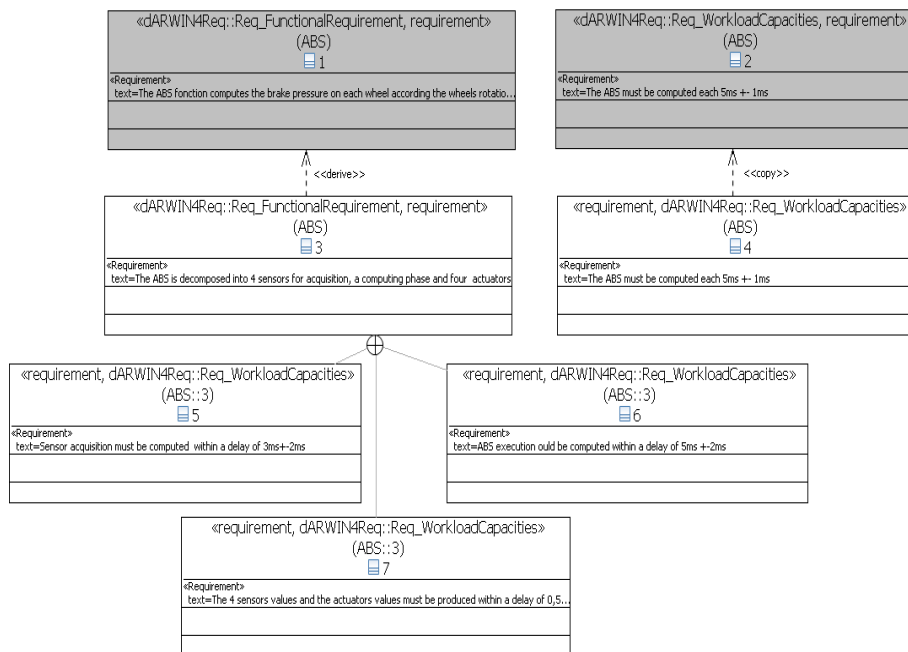 «dARWIN4Req::Req_FunctionalRequirement, requirement»
(ABS)
1
«Requirement»
text=The ABS fonction computes the brake pressure on each wheel according the wheels rotatio...
«dARWIN4Req::Req_WorkloadCapacities, requirement»
(ABS)
2
«Requirement»
text=The ABS must be computed each 5ms +- 1ms
<<derive>>
<<copy>>
«dARWIN4Req::Req_FunctionalRequirement, requirement»
(ABS)
3
«Requirement»
text=The ABS is decomposed into 4 sensors for acquisition, a computing phase and four actuators
«requirement, dARWIN4Req::Req_WorkloadCapacities»
(ABS)
4
«Requirement»
text=The ABS must be computed each 5ms +- 1ms
«requirement, dARWIN4Req::Req_WorkloadCapacities»
(ABS::3)
5
«Requirement»
text=Sensor acquisition must be computed within a delay of 3ms+-2ms
«requirement, dARWIN4Req::Req_WorkloadCapacities»
(ABS::3)
6
«Requirement»
text=ABS execution ould be computed within a delay of 5ms +-2ms
«requirement, dARWIN4Req::Req_WorkloadCapacities»
(ABS::3)
7
«Requirement»
text=The 4 sensors values and the actuators values must be produced within a delay of 0,5...